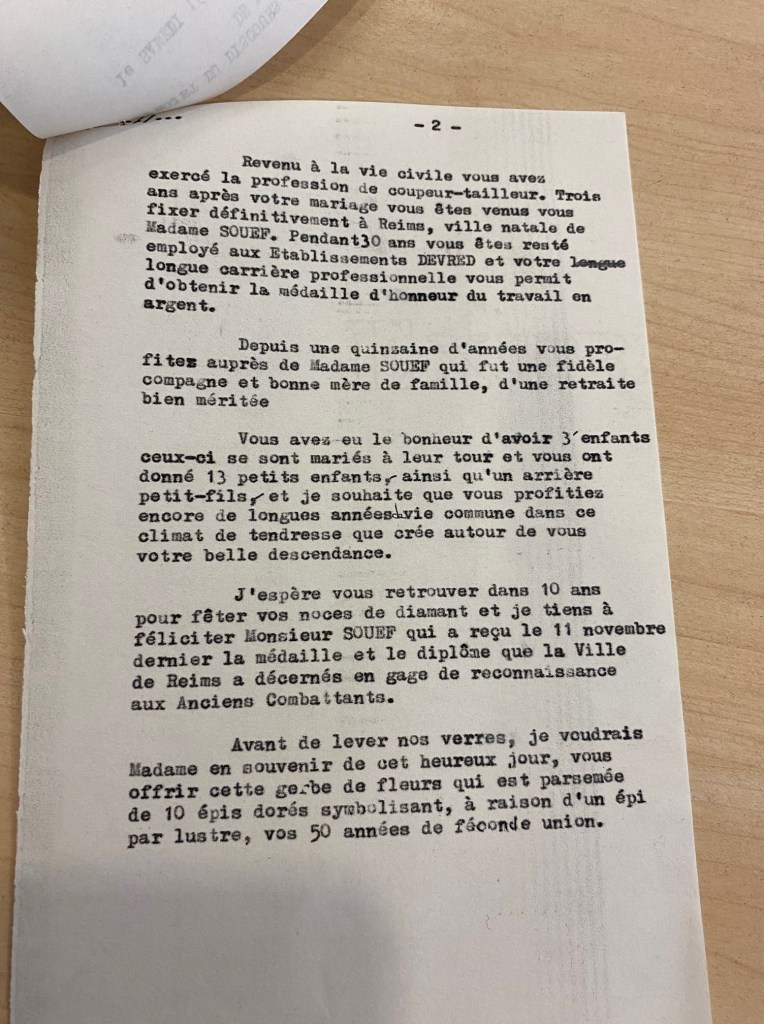 - 2 -
Revenu à la vie civile vous avez
exercé la profession de coupeur-tailleur. Trois
ans après votre mariage vous êtes venus vous
fixer définitivement à Reims, ville natale de
Madame SOUEF. Pendant30 ans vous êtes resté
employé aux Etablissements DEVRED et votre longue
longue carrière professionnelle vous permit
d'obtenir la médaille d'honneur du travail en
argent.
Depuis une quinzaine d'années vous pro-
fitez auprès de Madame SOUEF qui fut une fidèle
compagne et bonne mère de famille, d'une retraite
bien méritée
Vous avez eu le bonheur d'avoir 3 enfants
ceux-ci se sont mariés à leur tour et vous ont
donné 13 petits enfants, ainsi qu'un arrière
petit-fils, et je souhaite que vous profitiez
encore de longues années vie commune dans ce
climat de tendresse que crée autour de vous
votre belle descendance.
J'espère vous retrouver dans 10 ans
pour fêter vos noces de diamant et je tiens à
féliciter Monsieur SOUEF qui a reçu le 11 novembre
dernier la médaille et le diplôme que la Ville
de Reims a décernés en gage de reconnaissance
aux Anciens Combattants.
Avant de lever nos verres, je voudrais
Madame en souvenir de cet heureux jour, vous
offrir cette gerbe de fleurs qui est parsemée
de 10 épis dorés symbolisant, à raison d'un épi
par lustre, vos 50 années de féconde union.